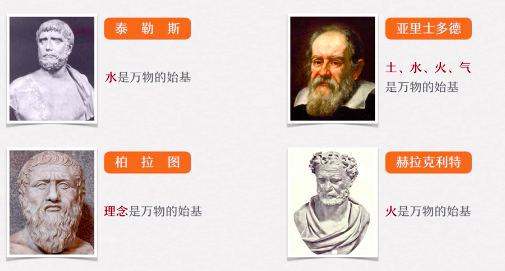 泰 勒 斯
水是万物的始基
亚里士多德
土、水、火、气
是万物的始基
柏 拉 图
理念是万物的始基
赫拉克利特
火是万物的始基